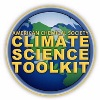 AMERICAN CHEMICAL SOCIETY
CLIMATE
SCIENCE
TOOLKIT